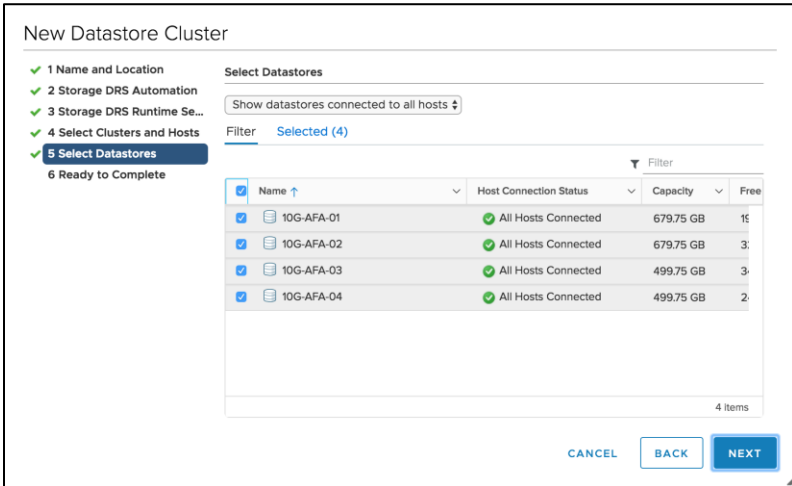 New Datastore Cluster
1 Name and Location
2 Storage DRS Automation
3 Storage DRS Runtime Se...
4 Select Clusters and Hosts
5 Select Datastores
6 Ready to Complete
Select Datastores
Show datastores connected to all hosts
Filter Selected (4)
Filter
Name Host Connection Status Capacity Free
10G-AFA-01 All Hosts Connected 679.75 GB
10G-AFA-02 All Hosts Connected 679.75 GB
10G-AFA-03 All Hosts Connected 499.75 GB
10G-AFA-04 All Hosts Connected 499.75 GB
4 items
CANCEL BACK NEXT